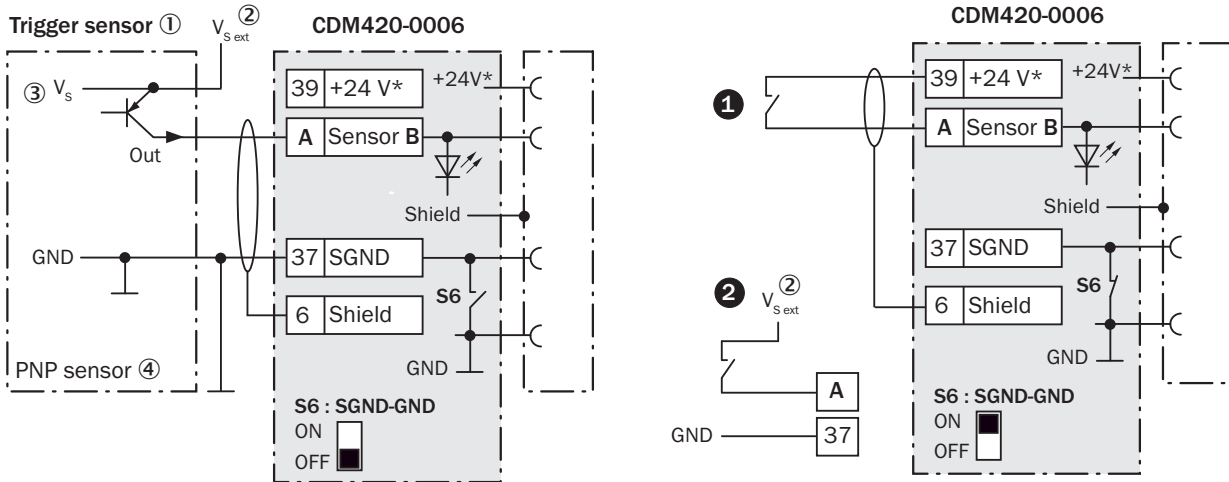 Trigger sensor ①
V S ext ②
CDM420-0006
③ V S
39 +24 V*
+24V*
A Sensor B
Out
Shield
GND
37 SGND
S6
6 Shield
GND
PNP sensor ④
S6 : SGND-GND
ON
OFF
CDM420-0006
❶
39 +24 V*
+24V*
A Sensor B
Shield
37 SGND
❷ V S ext ②
S6
6 Shield
GND
A
GND 37
S6 : SGND-GND
ON
OFF